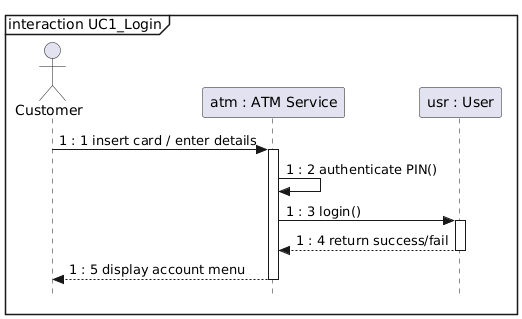 interaction UC1_Login
Customer
atm : ATM Service
usr : User
1 : 1 insert card / enter details
1 : 2 authenticate PIN()
1 : 3 login()
1 : 4 return success/fail
1 : 5 display account menu